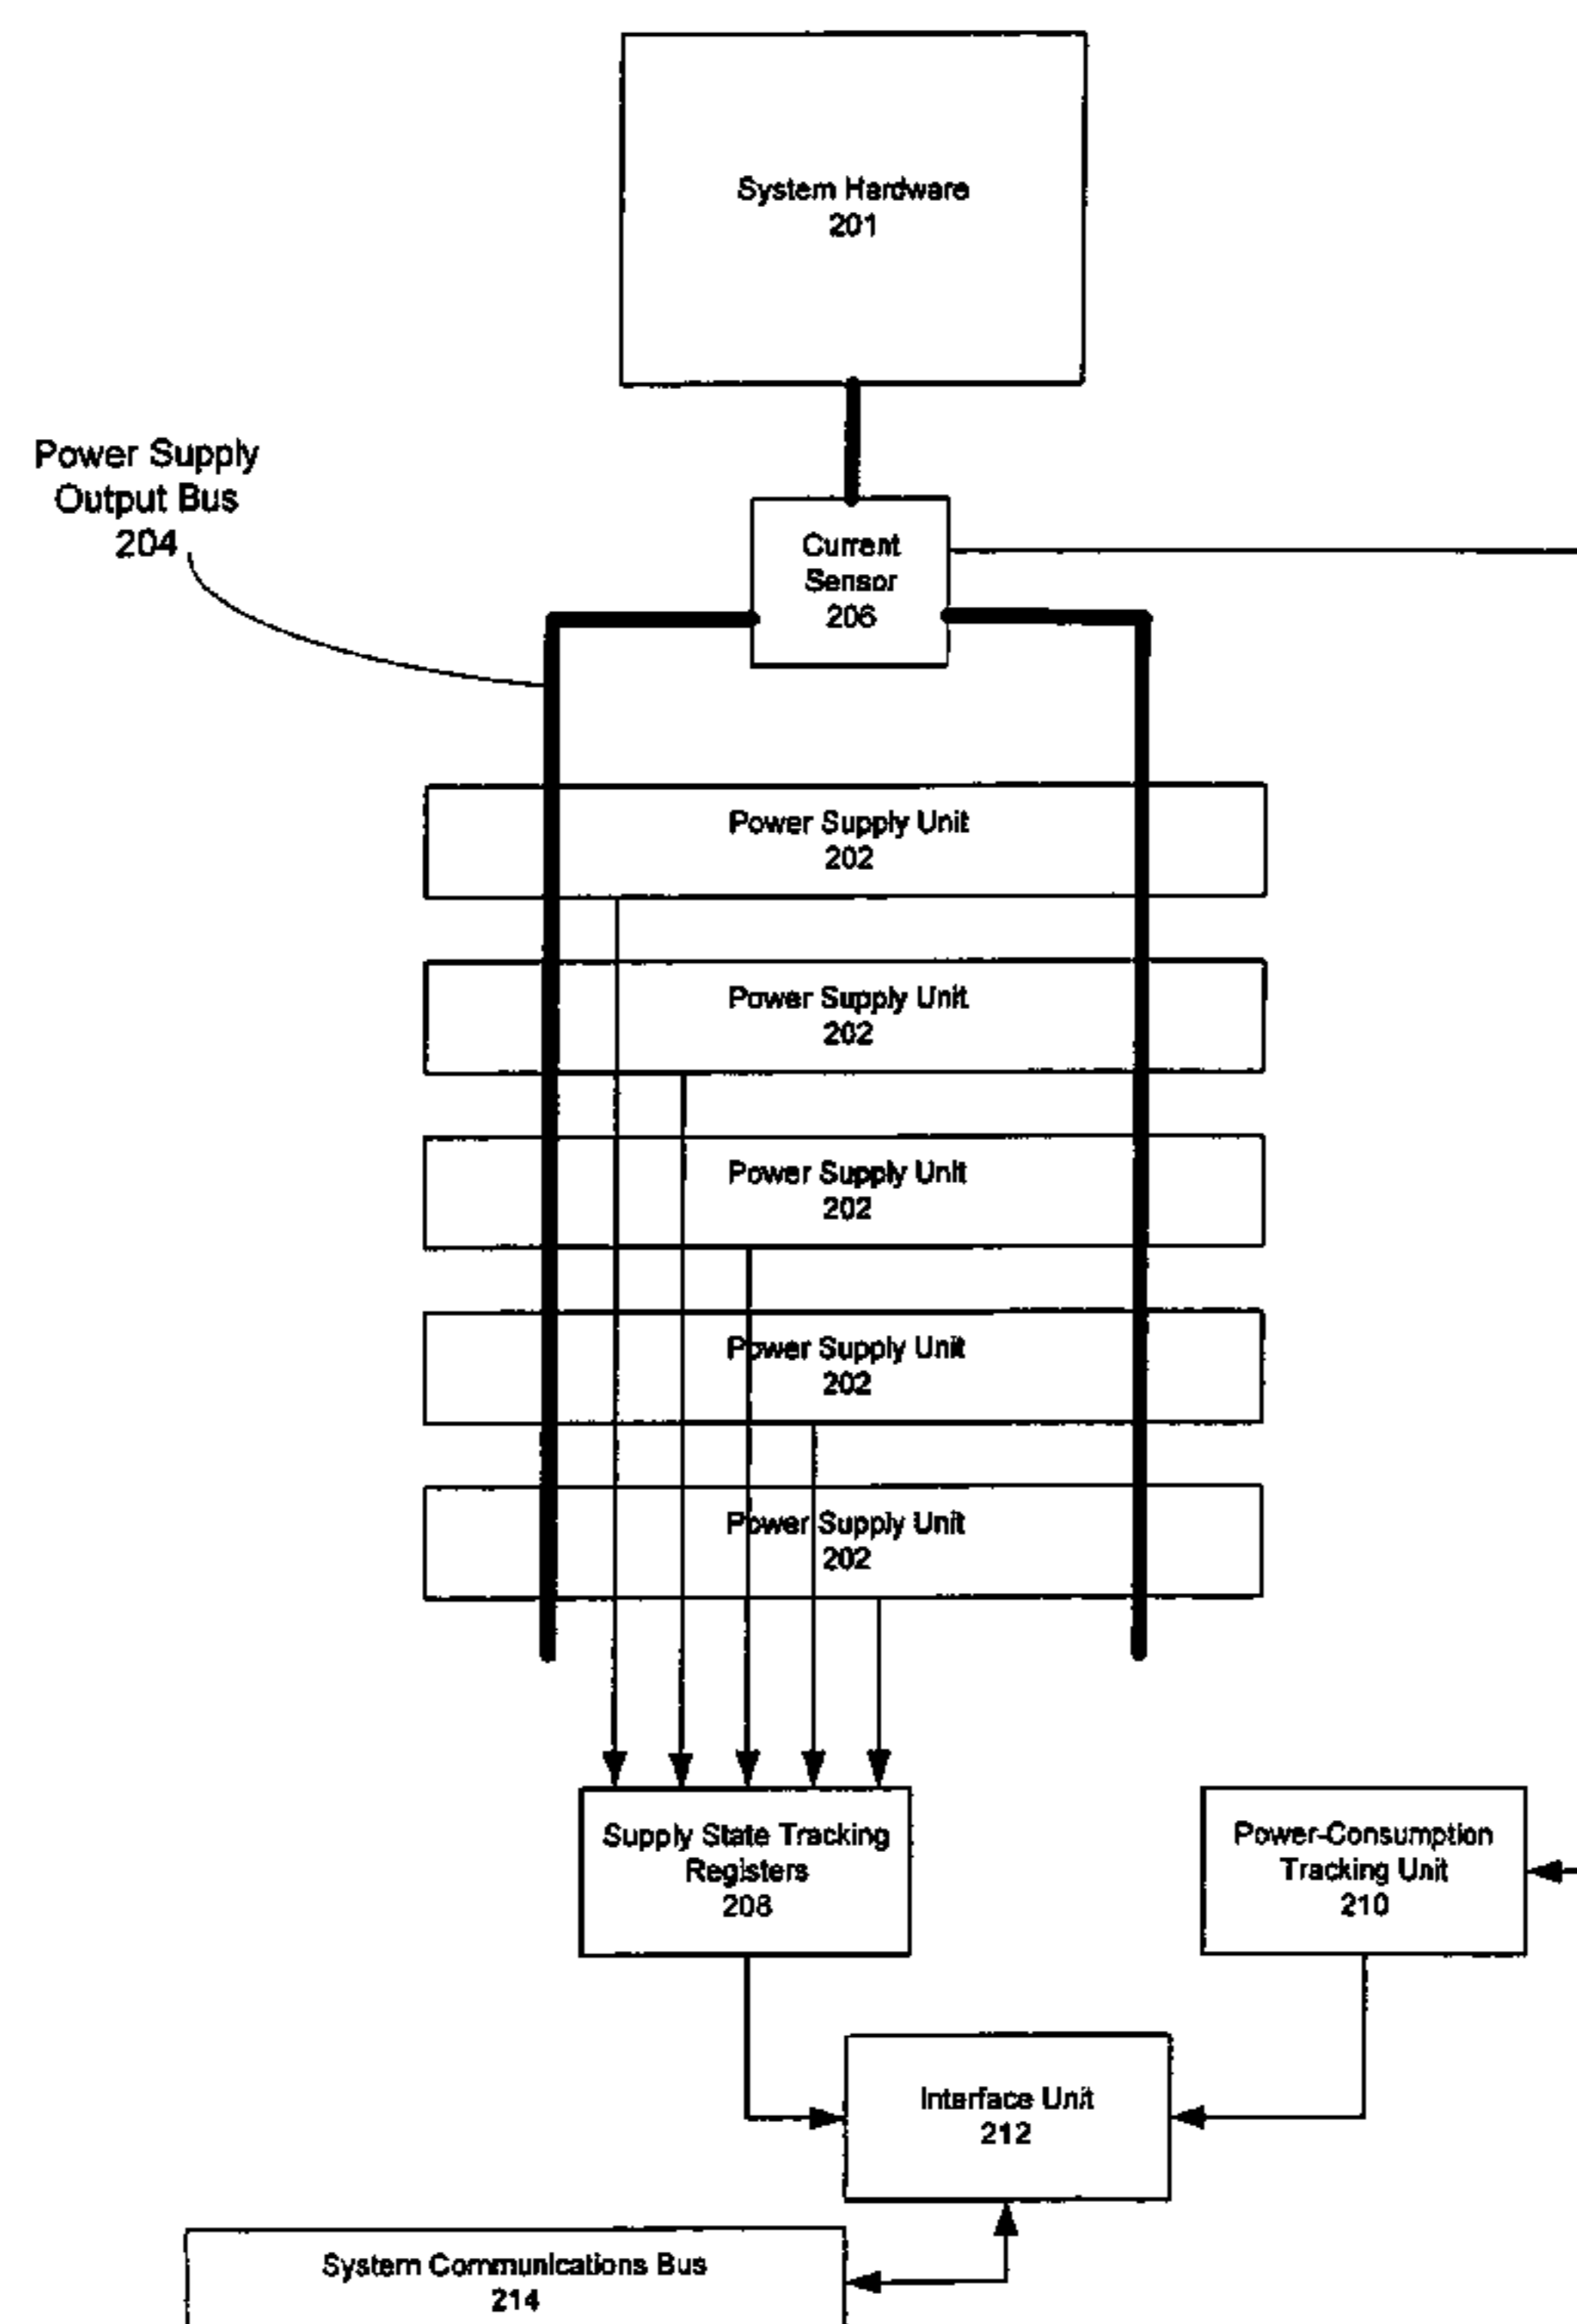 System Hardware
201
Power Supply
Output Bus
204
Current
Sensor
206
Power Supply Unit
202
Power Supply Unit
202
Power Supply Unit
202
Power Supply Unit
202
Power Supply Unit
202
Supply State Tracking
Registers
208
Power-Consumption
Tracking Unit
210
Interface Unit
212
System Communications Bus
214